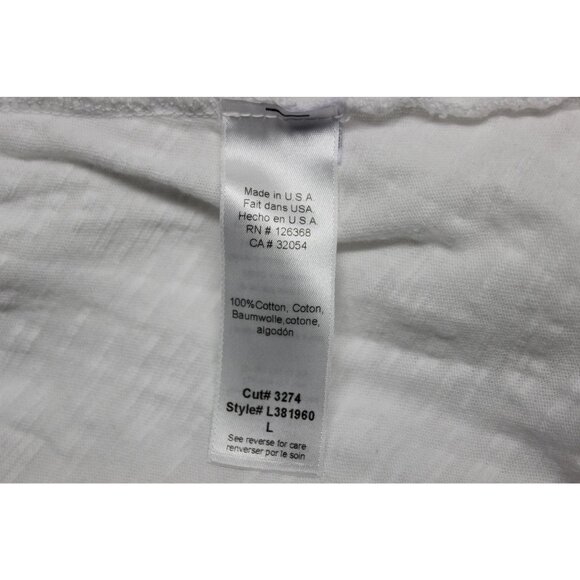 Made in U.S.A.
Fait dans USA.
Hecho en U S A
RN # 126368
CA # 32054
100%Cotton, Coton,
Baumwolle,cotone,
algodón
Cut# 3274
Style# L381960
L
See reverse for care
renverser por le soin